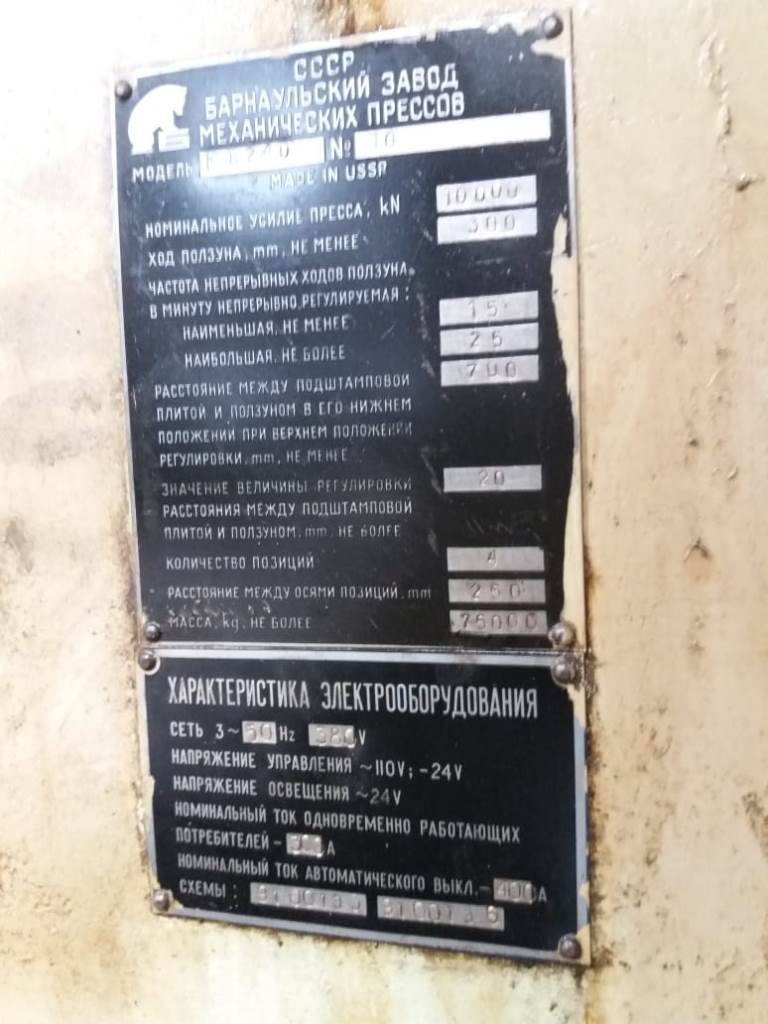 СССР
БАРНАУЛЬСКИЙ ЗАВОД
МЕХАНИЧЕСКИХ ПРЕССОВ
МОДЕЛЬ № 10
MADE IN USSR
НОМИНАЛЬНОЕ УСИЛИЕ ПРЕССА, kN 10000
ХОД ПОЛЗУНА, mm, НЕ МЕНЕЕ 300
ЧАСТОТА НЕПРЕРЫВНЫХ ХОДОВ ПОЛЗУНА
В МИНУТУ НЕПРЕРЫВНО РЕГУЛИРУЕМАЯ:
НАИМЕНЬШАЯ, НЕ МЕНЕЕ 15
НАИБОЛЬШАЯ, НЕ БОЛЕЕ 25
РАССТОЯНИЕ МЕЖДУ ПОДШТАМПОВОЙ 700
ПЛИТОЙ И ПОЛЗУНОМ В ЕГО НИЖНЕМ
ПОЛОЖЕНИИ ПРИ ВЕРХНЕМ ПОЛОЖЕНИИ
РЕГУЛИРОВКИ, mm, НЕ МЕНЕЕ
ЗНАЧЕНИЕ ВЕЛИЧИНЫ РЕГУЛИРОВКИ 20
РАССТОЯНИЯ МЕЖДУ ПОДШТАМПОВОЙ
ПЛИТОЙ И ПОЛЗУНОМ, mm, НЕ БОЛЕЕ
КОЛИЧЕСТВО ПОЗИЦИЙ 4
РАССТОЯНИЕ МЕЖДУ ОСЯМИ ПОЗИЦИЙ, mm
МАССА, kg, НЕ БОЛЕЕ 75000
ХАРАКТЕРИСТИКА ЭЛЕКТРООБОРУДОВАНИЯ
СЕТЬ 3~ 50 Hz 380 V
НАПРЯЖЕНИЕ УПРАВЛЕНИЯ ~110V; -24V
НАПРЯЖЕНИЕ ОСВЕЩЕНИЯ ~24V
НОМИНАЛЬНЫЙ ТОК ОДНОВРЕМЕННО РАБОТАЮЩИХ
ПОТРЕБИТЕЛЕЙ- 300 А
НОМИНАЛЬНЫЙ ТОК АВТОМАТИЧЕСКОГО ВЫКЛ.- 400 А
СХЕМЫ: